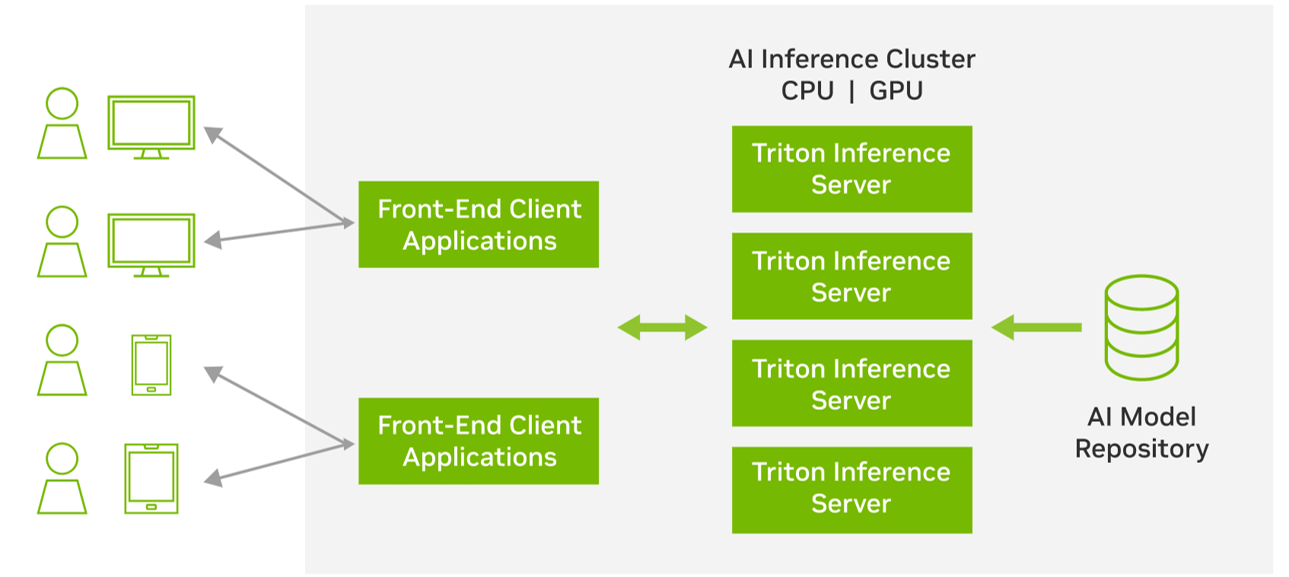 AI Inference Cluster
CPU | GPU
Front-End Client
Applications
Front-End Client
Applications
Triton Inference
Server
Triton Inference
Server
Triton Inference
Server
Triton Inference
Server
AI Model
Repository